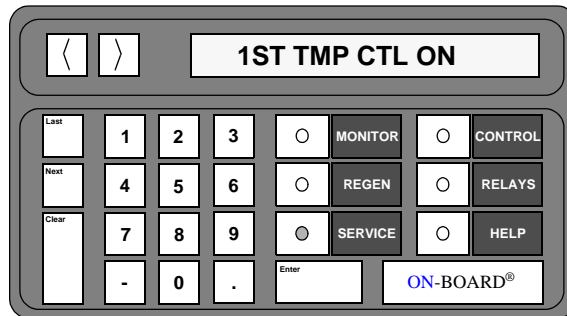 〈 〉 1ST TMP CTL ON
Last 1 2 3 MONITOR CONTROL
Next 4 5 6 REGEN RELAYS
Clear 7 8 9 SERVICE HELP
- 0 . Enter ON-BOARD®